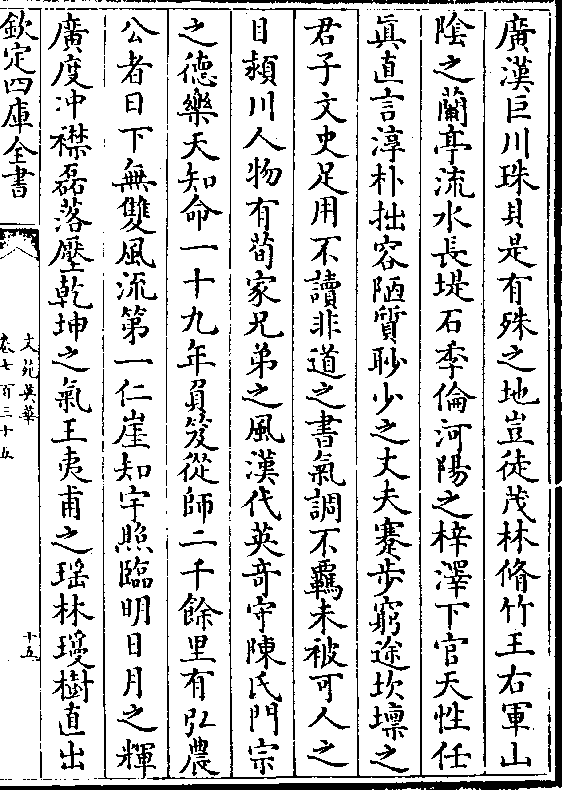 廣漢巨川珠貝是有殊之地豈徒茂林脩竹王右軍山
陰之蘭亭流水長堤石季倫河陽之梓澤下官天性任
眞直言淳朴拙容陋質眇少之丈夫蹇步窮途坎壈之
君子文史足用不讀非道之書氣調不羈未被可人之
目潁川人物有荀家兄弟之風漢代英奇守陳氏門宗
之德樂天知命一十九年負笈從師二千餘里有弘農
公者日下無雙風流第一仁崖知宇照臨明日月之輝
廣度冲襟磊落壓乾坤之氣王夷甫之瑶林瓊樹直出
欽定四庫全書
文苑英華
卷七百三十五
十五